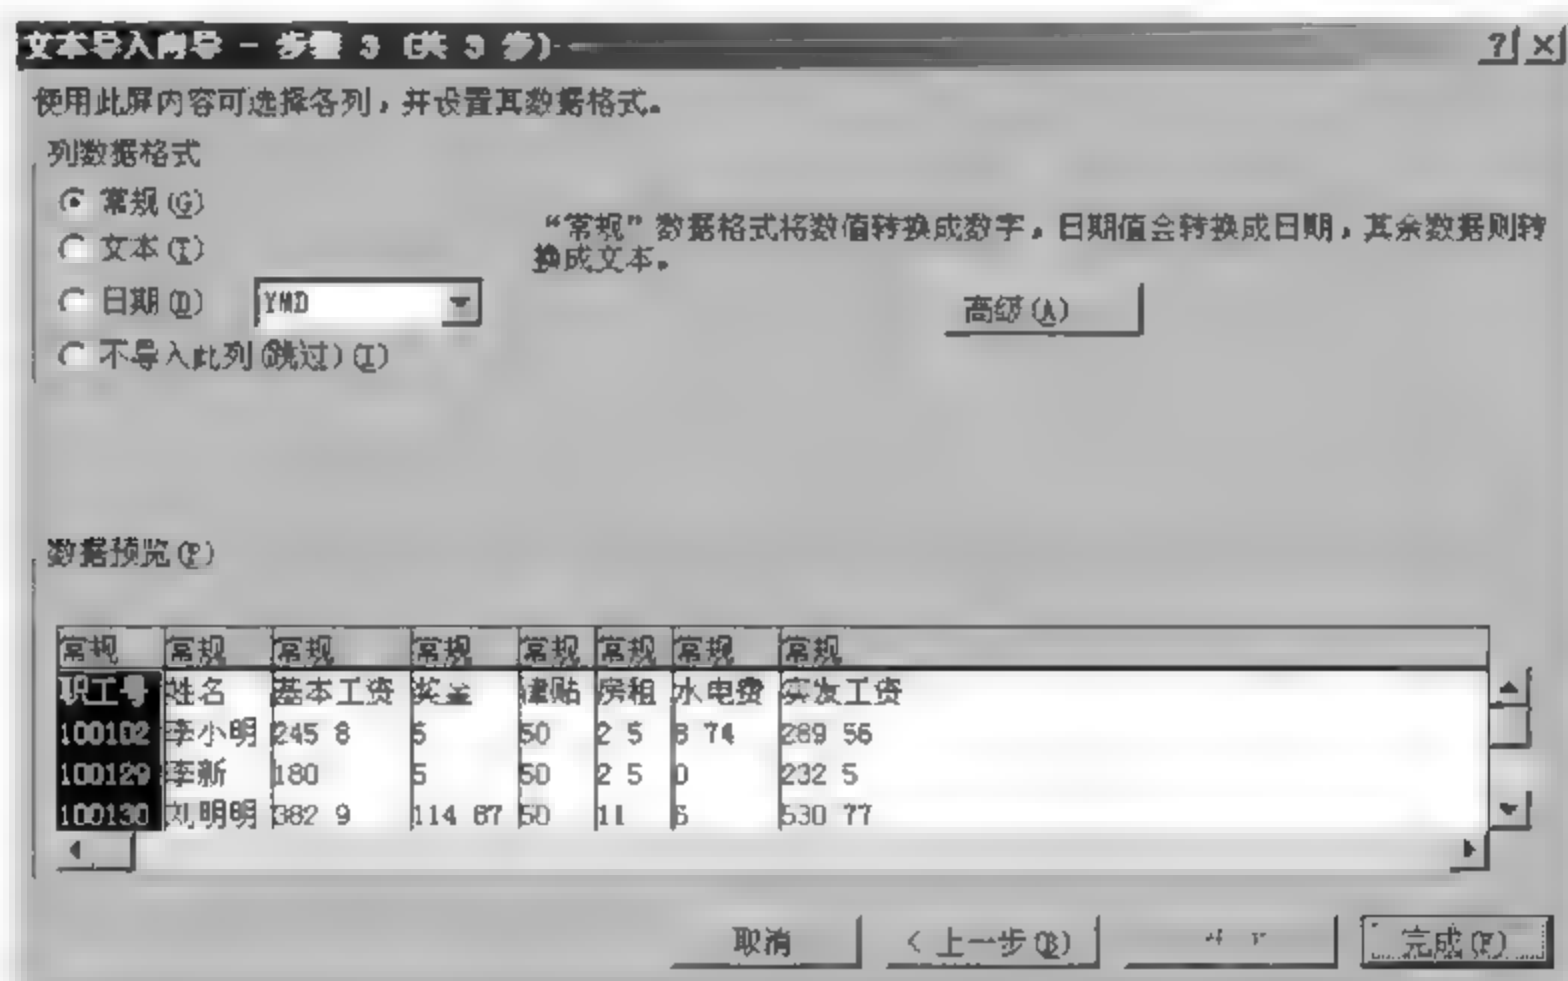 文本导入向导 - 步骤 3 (共 3 步)
使用此屏内容可选择各列，并设置其数据格式。
列数据格式
常规(G)
文本(T)
日期(D) YMD
不导入此列(跳过)(I)
“常规”数据格式将数值转换成数字，日期值会转换成日期，其余数据则转
换成文本。
高级(A)
数据预览(P)
常规 常规 常规 常规 常规 常规 常规 常规
职工号 姓名 基本工资 奖金 津贴 房租 水电费 实发工资
100102 李小明 245 8 5 50 2 5 8 74 289 56
100129 李新 180 5 50 2 5 0 232 5
100130 刘明明 382 9 114 87 50 11 6 530 77
取消 < 上一步(B) 完成(F)